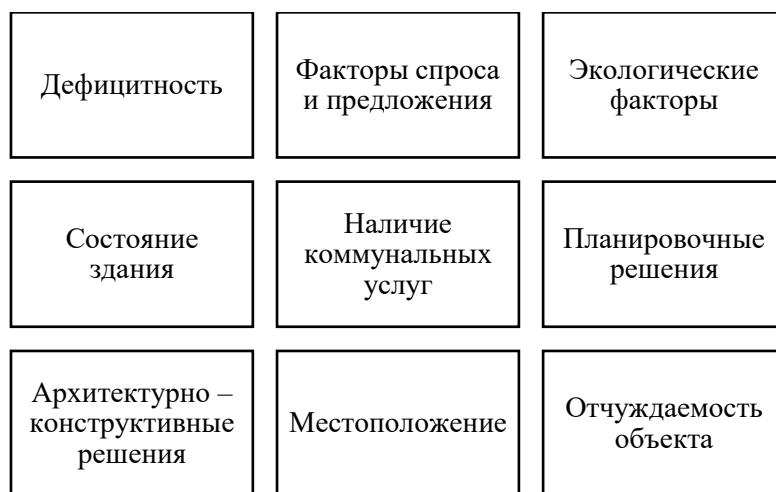 Дефицитность
Факторы спроса
и предложения
Экологические
факторы
Состояние
здания
Наличие
коммунальных
услуг
Планировочные
решения
Архитектурно –
конструктивные
решения
Местоположение
Отчуждаемость
объекта